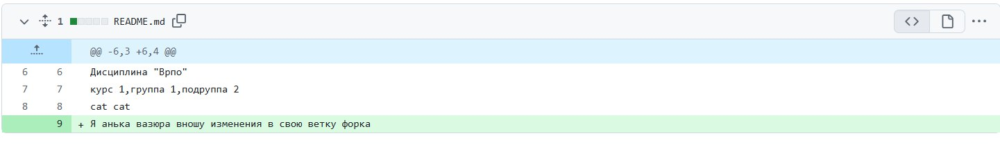 1 README.md
@@ -6,3 +6,4 @@
6 6 Дисциплина "Врпо"
7 7 курс 1,группа 1,подруппа 2
8 8 cat cat
9 + Я анька вазюра вношу изменения в свою ветку форка